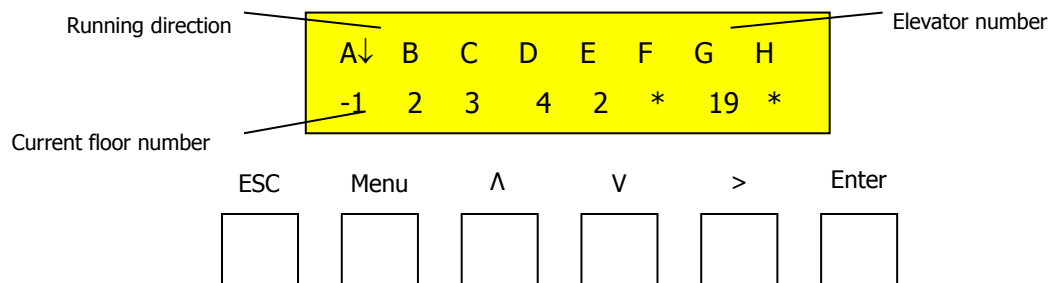 Running direction
Elevator number
A↓ B C D E F G H
-1 2 3 4 2 * 19 *
Current floor number
ESC Menu Λ V > Enter